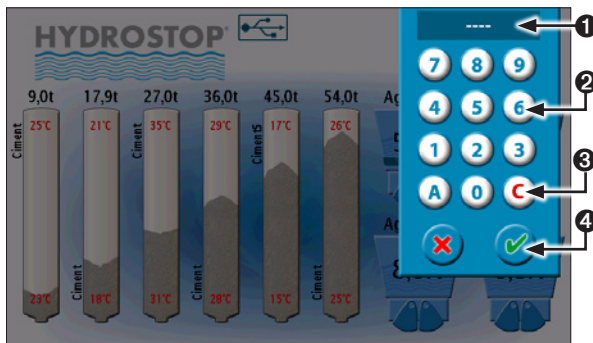 HYDROSTOP®
----
9,0t 17,9t 27,0t 36,0t 45,0t 54,0t Ag
25°C 21°C 35°C 29°C 17°C 26°C
Ciment Ciment5
Ciment Ciment Ciment
23°C 18°C 31°C 28°C 15°C 25°C
Ag
7 8 9
4 5 6
1 2 3
A 0 C
1
2
3
4